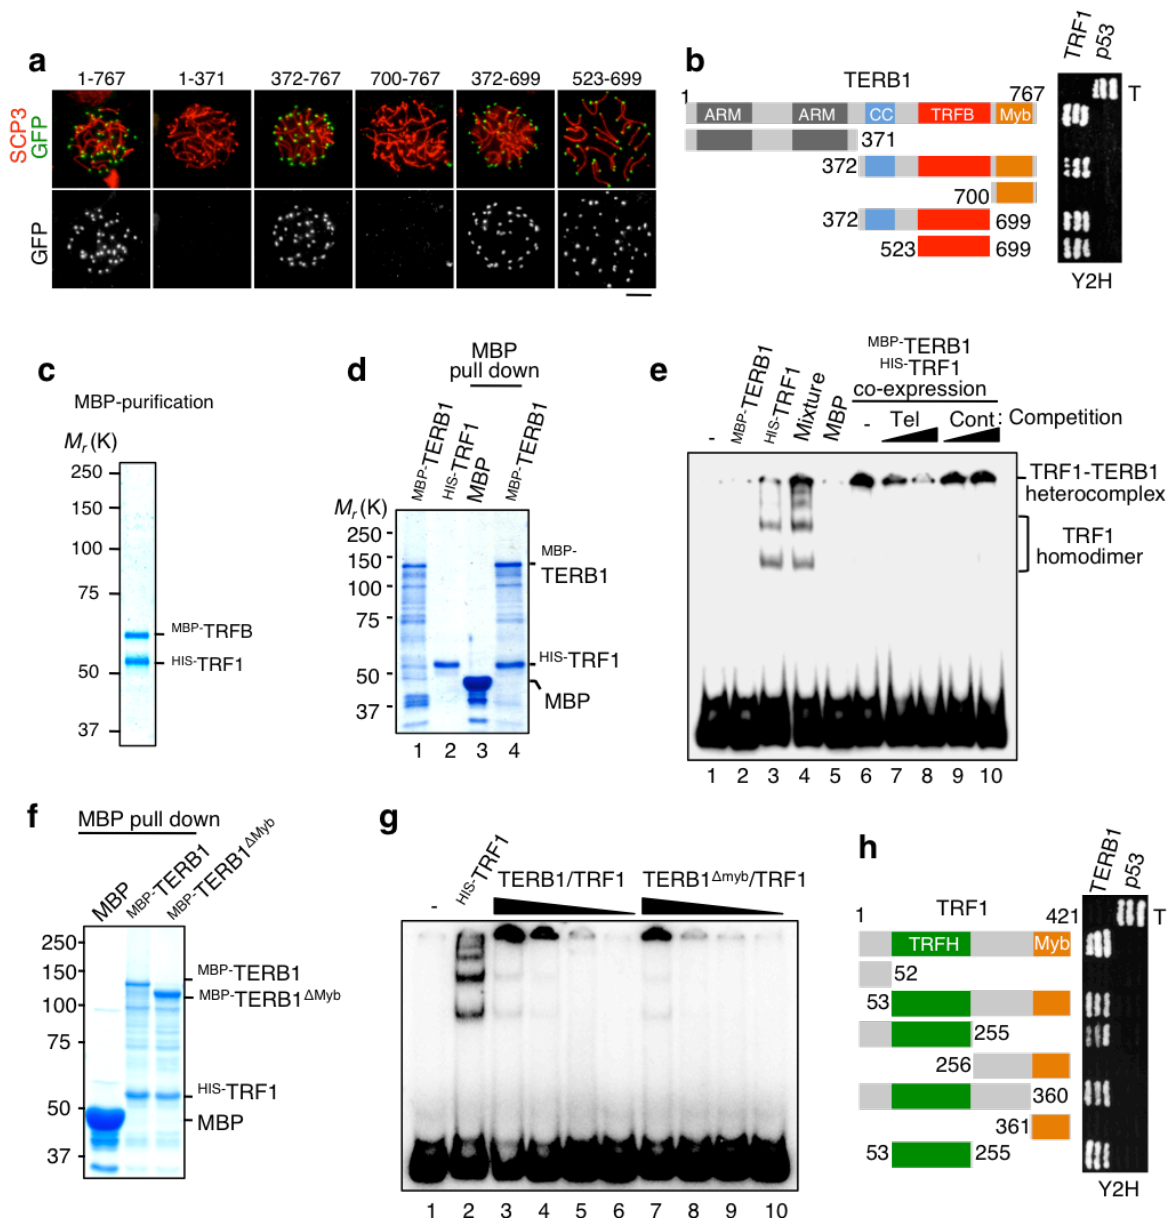 a
1-767 1-371 372-767 700-767 372-699 523-699
SCP3
GFP
GFP
b
TERB1
TRF1
p53
1 767
T
ARM ARM CC TRFB Myb
371
372
700
372 699
523 699
Y2H
c
MBP-purification
Mr (K)
250
150
100
75
50
37
MBP-TRFB
HIS-TRF1
d
MBP
pull down
MBP-TERB1
HIS-TRF1
MBP
MBP-TERB1
Mr (K)
250
150
100
75
50
37
MBP-
TERB1
HIS-TRF1
MBP
1 2 3 4
e
MBP-TERB1
HIS-TRF1
co-expression
- MBP-TERB1 HIS-TRF1 Mixture MBP - Tel Cont : Competition
TRF1-TERB1
heterocomplex
TRF1
homodimer
1 2 3 4 5 6 7 8 9 10
f
MBP pull down
MBP MBP-TERB1 MBP-TERB1ΔMyb
250
150
100
75
50
37
MBP-TERB1
MBP-TERB1ΔMyb
HIS-TRF1
MBP
g
- HIS-TRF1 TERB1/TRF1 TERB1Δmyb/TRF1
1 2 3 4 5 6 7 8 9 10
h
TERB1
p53
1 TRF1 421
T
TRFH Myb
52
53
255
256
360
361
53 255
Y2H